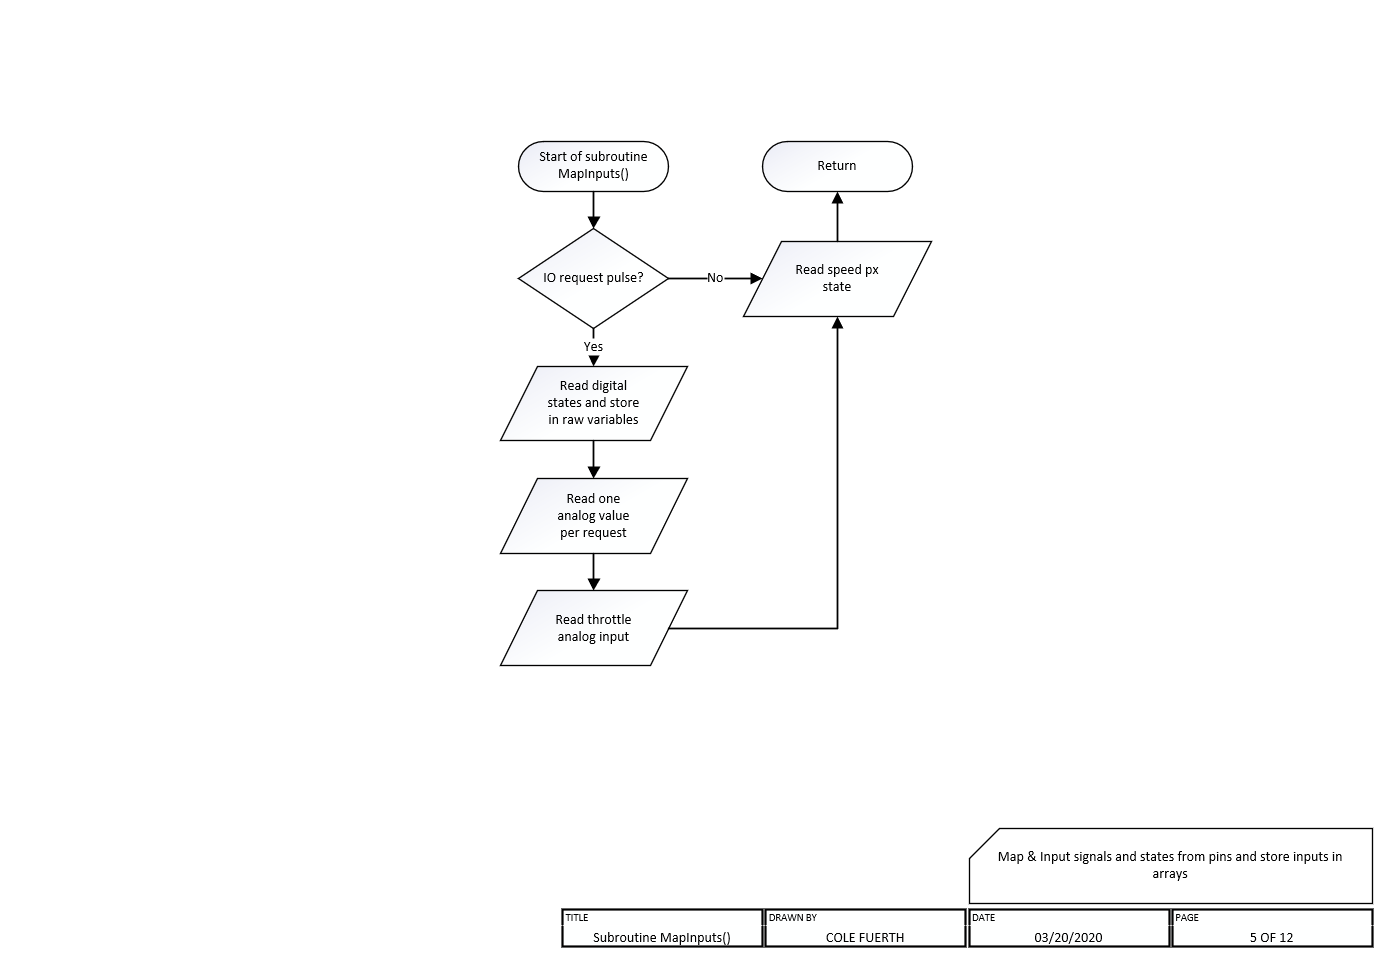 Start of subroutine
MapInputs()
Return
IO request pulse?
No
Read speed px
state
Yes
Read digital
states and store
in raw variables
Read one
analog value
per request
Read throttle
analog input
Map & Input signals and states from pins and store inputs in
arrays
TITLE
Subroutine MapInputs()
DRAWN BY
COLE FUERTH
DATE
03/20/2020
PAGE
5 OF 12